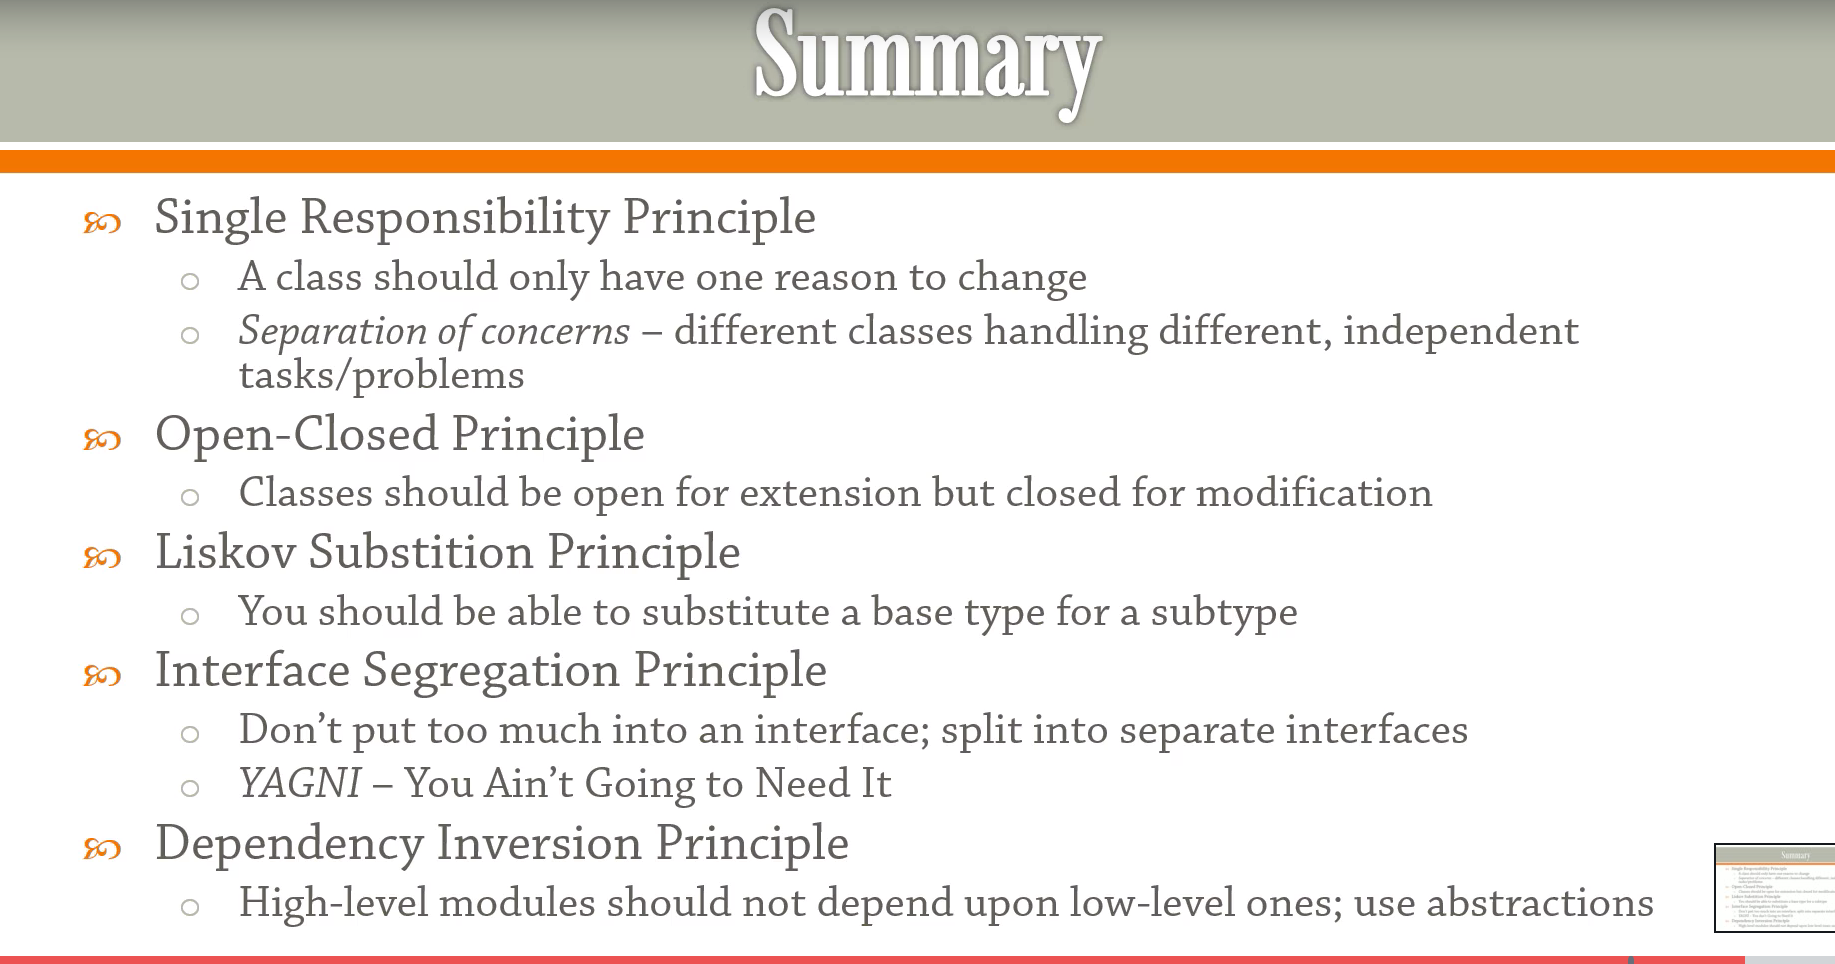 Summary
Single Responsibility Principle
A class should only have one reason to change
Separation of concerns – different classes handling different, independent
tasks/problems
Open-Closed Principle
Classes should be open for extension but closed for modification
Liskov Substition Principle
You should be able to substitute a base type for a subtype
Interface Segregation Principle
Don’t put too much into an interface; split into separate interfaces
YAGNI – You Ain’t Going to Need It
Dependency Inversion Principle
High-level modules should not depend upon low-level ones; use abstractions
Summary